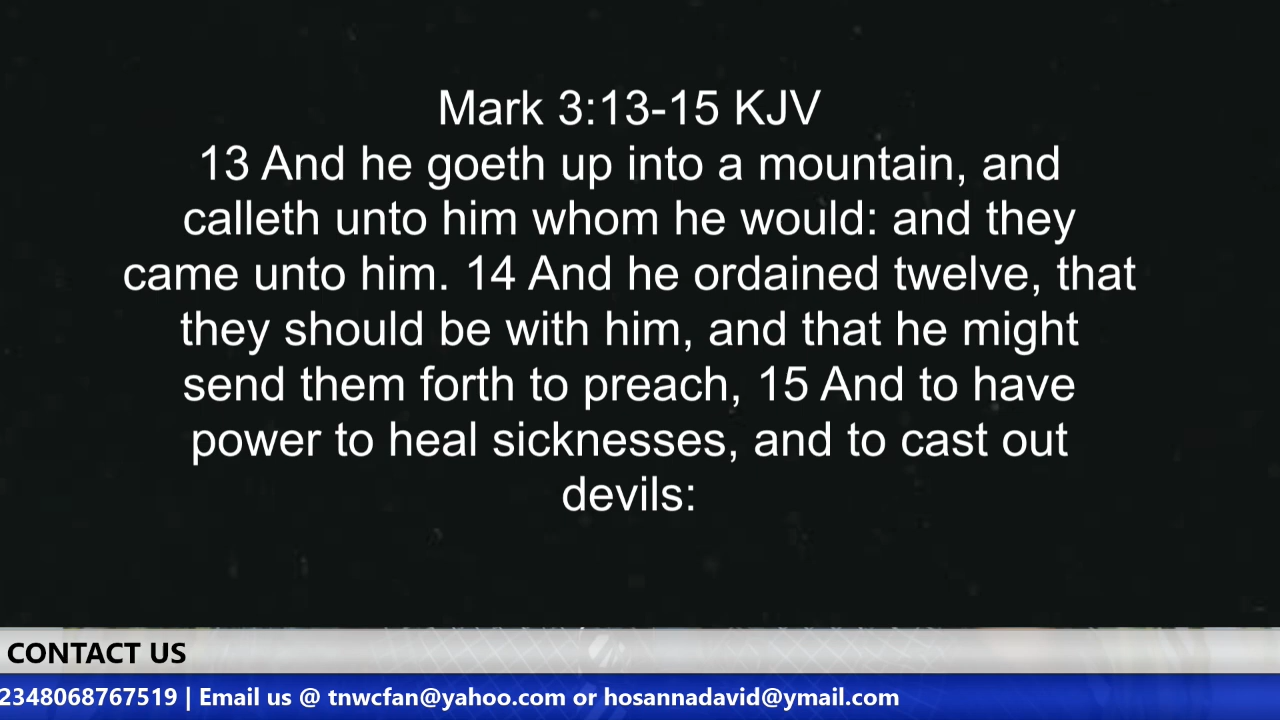 Mark 3:13-15 KJV
13 And he goeth up into a mountain, and
calleth unto him whom he would: and they
came unto him. 14 And he ordained twelve, that
they should be with him, and that he might
send them forth to preach, 15 And to have
power to heal sicknesses, and to cast out
devils:
CONTACT US
2348068767519 | Email us @ tnwcfan@yahoo.com or hosannadavid@ymail.com